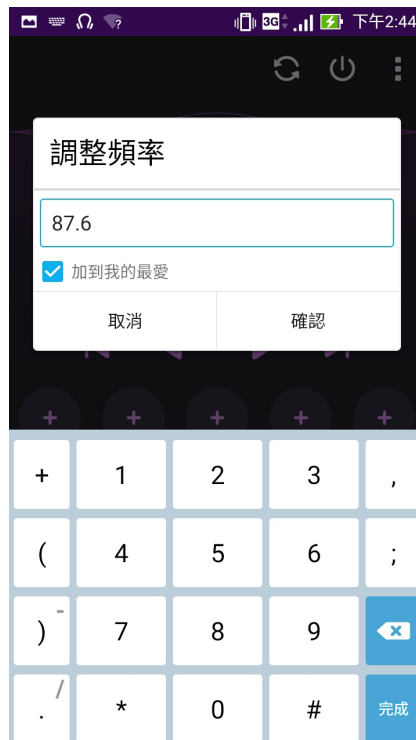 3G 下午2:44
調整頻率
87.6
加到我的最愛
取消 確認
+ + + + +
+ 1 2 3 ,
( 4 5 6 ;
) - 7 8 9
. / * 0 # 完成